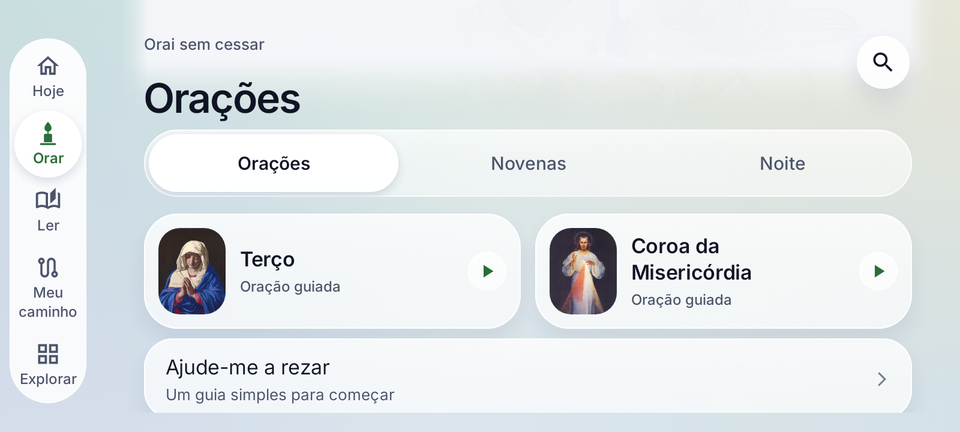 Orai sem cessar
Orações
Hoje
Orar
Ler
Meu
caminho
Explorar
Orações
Novenas
Noite
Terço
Oração guiada
Coroa da
Misericórdia
Oração guiada
Ajude-me a rezar
Um guia simples para começar